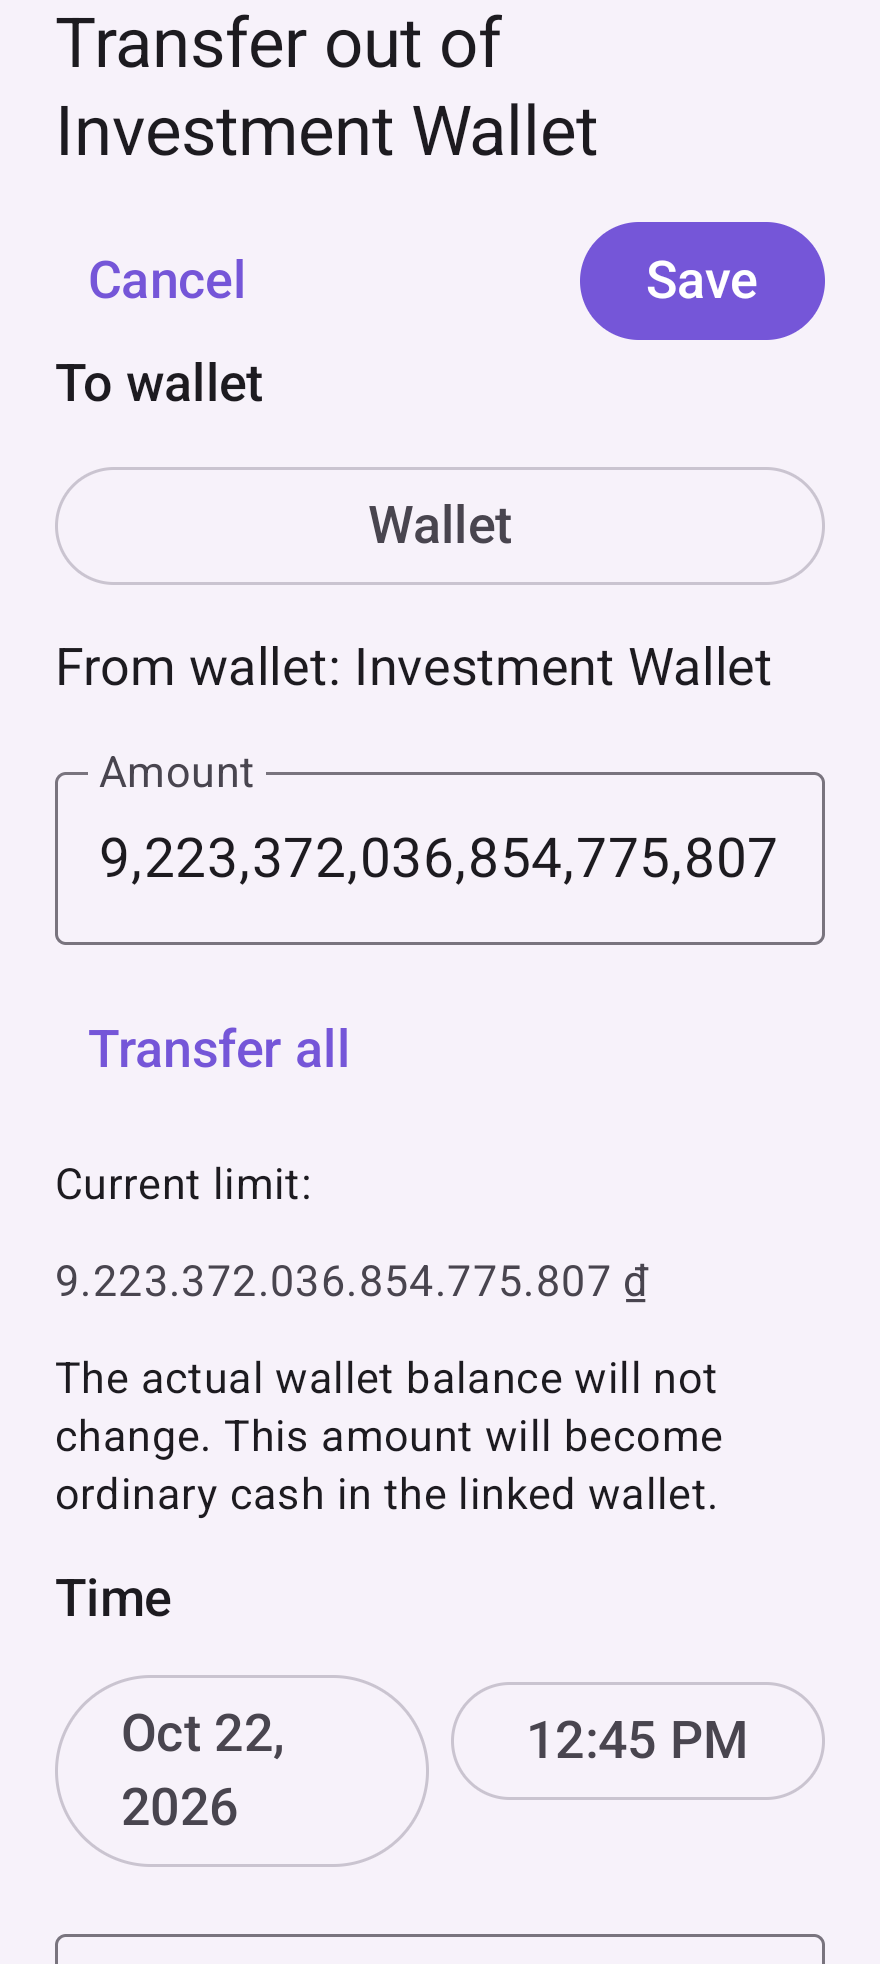 Transfer out of
Investment Wallet
Cancel
Save
To wallet
Wallet
From wallet: Investment Wallet
Amount
9,223,372,036,854,775,807
Transfer all
Current limit:
9.223.372.036.854.775.807 ₫
The actual wallet balance will not
change. This amount will become
ordinary cash in the linked wallet.
Time
Oct 22,
2026
12:45 PM